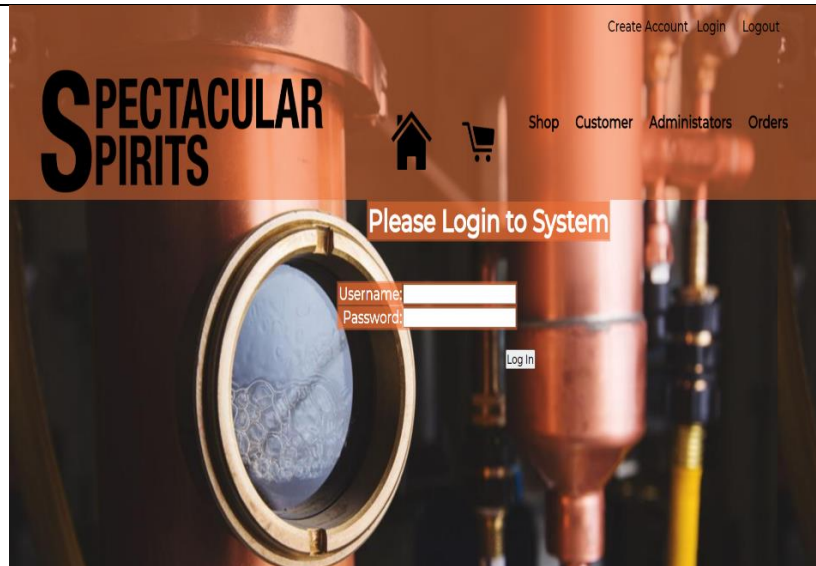 Create Account Login Logout
SPECTACULAR
SPIRITS
Shop Customer Administators Orders
Please Login to System
Username:
Password:
Log In